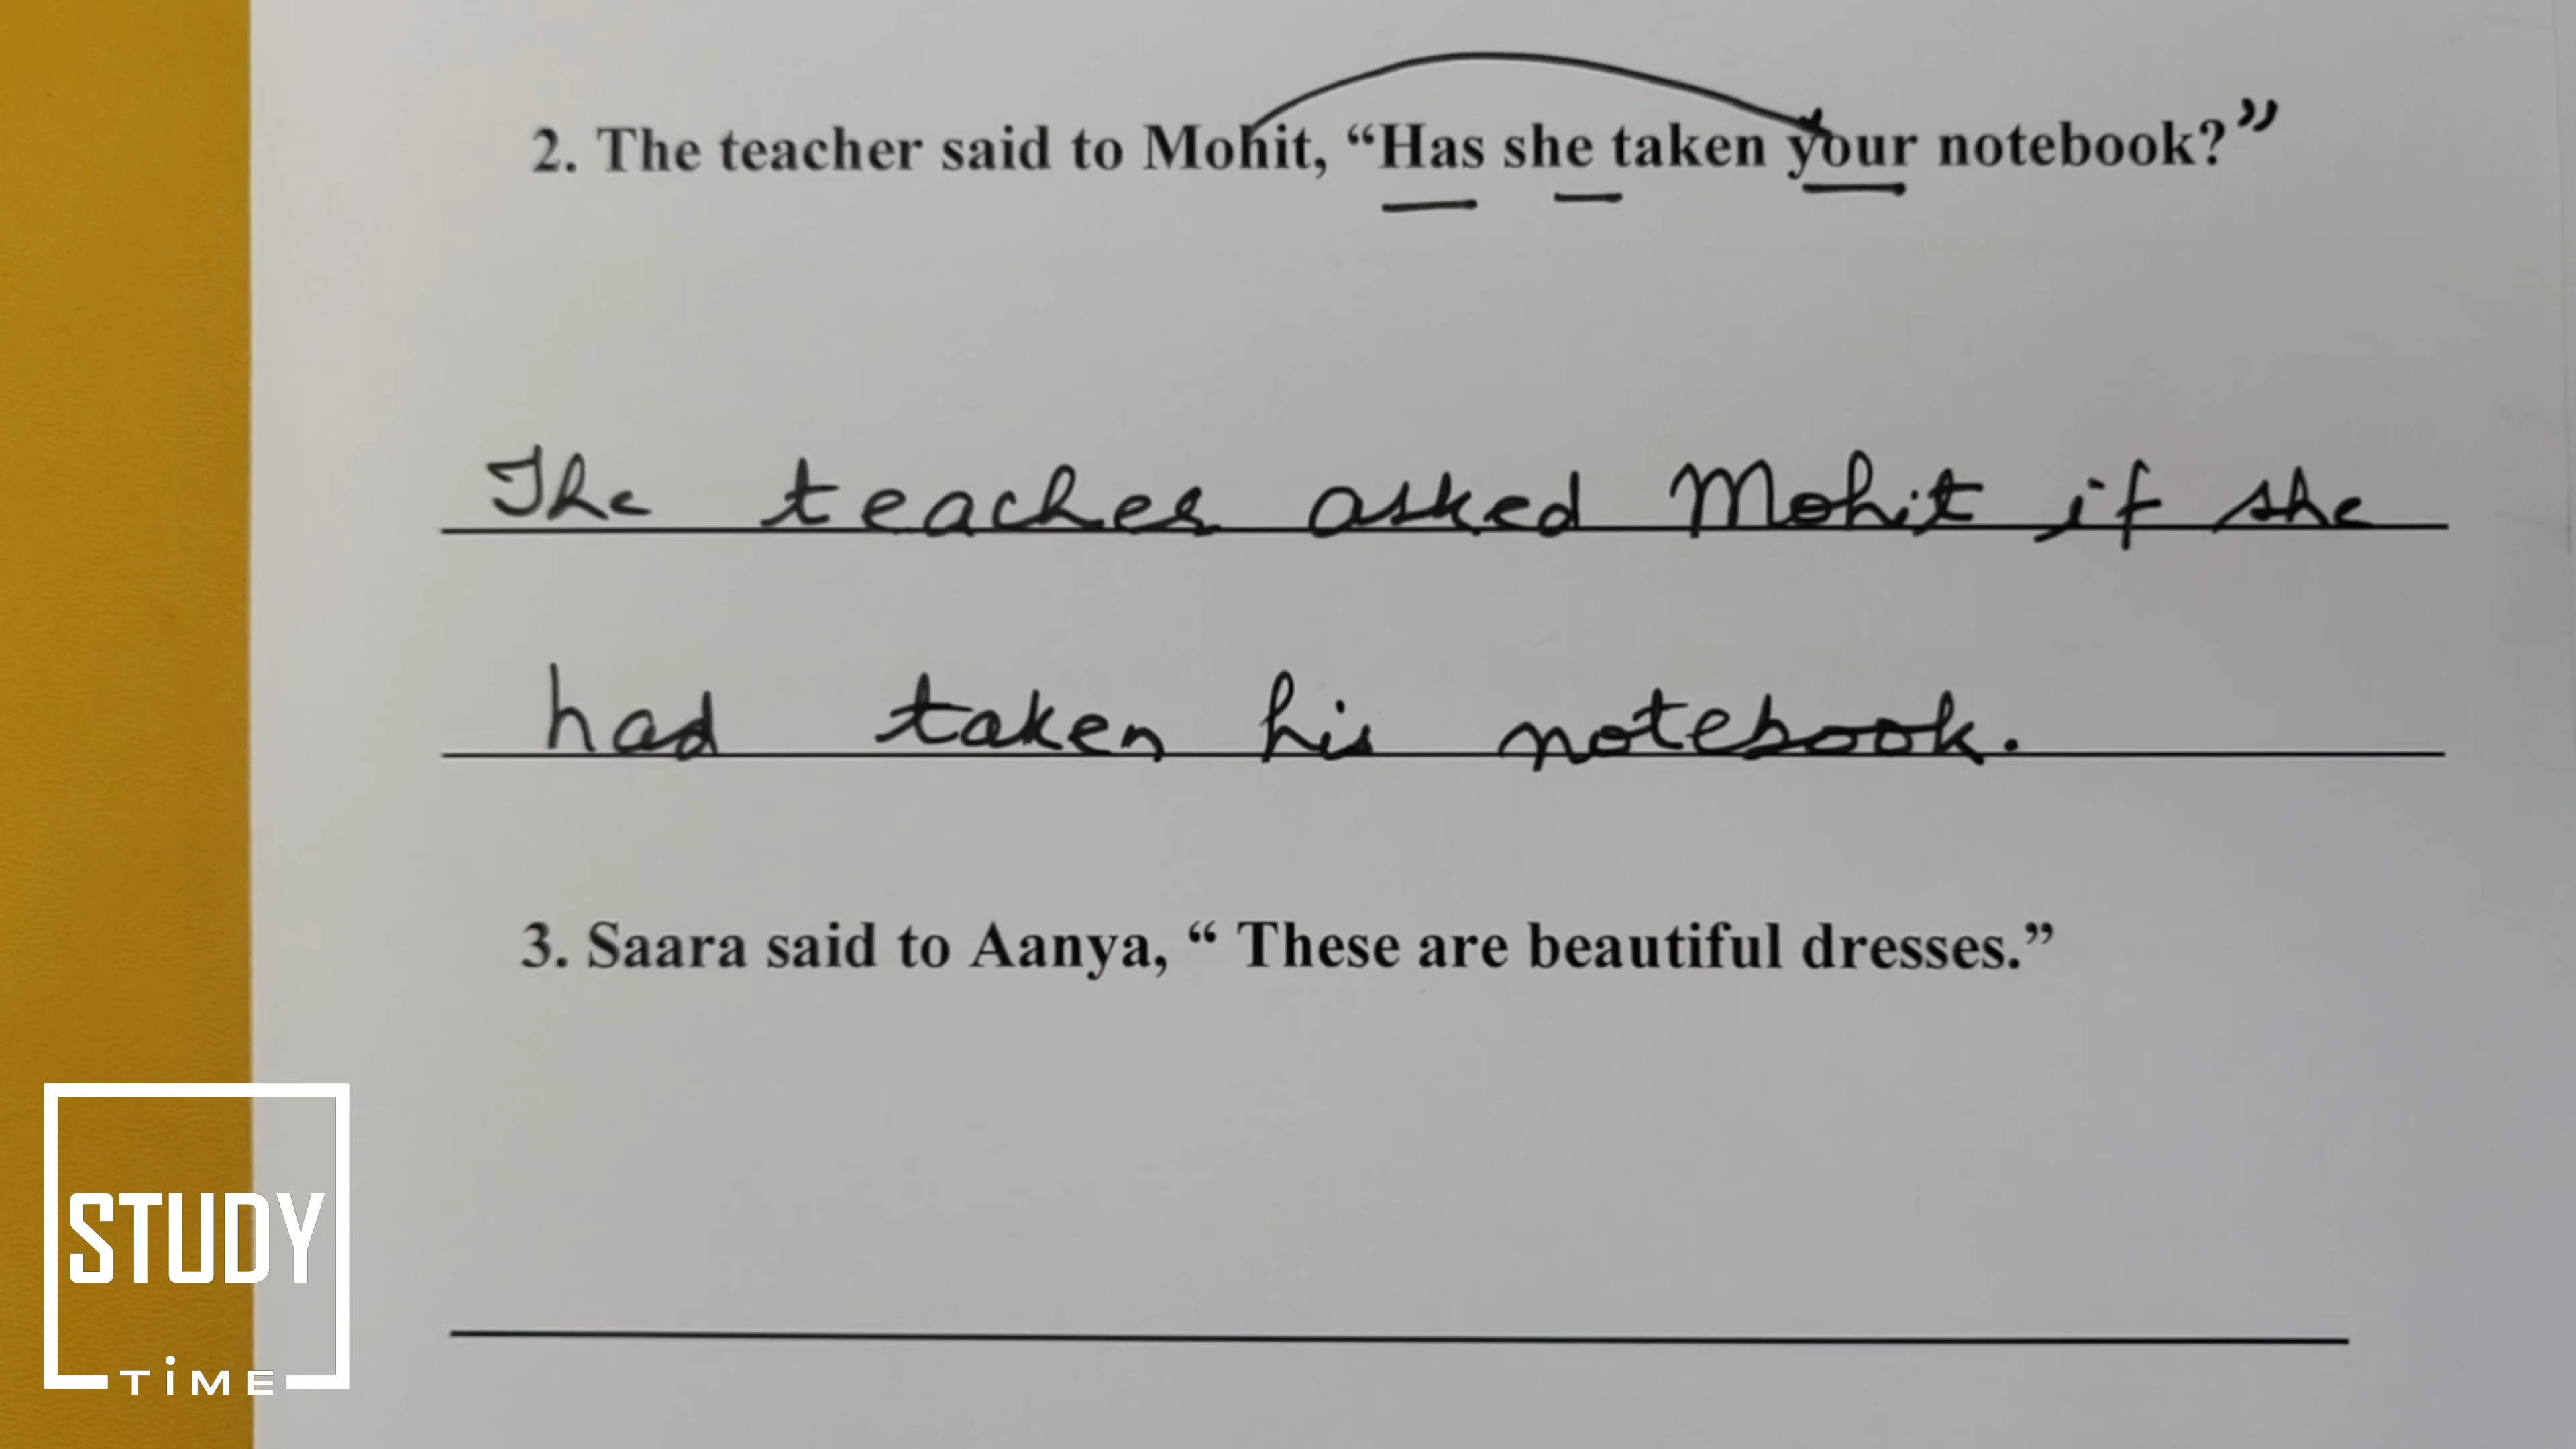 2. The teacher said to Mohit, “Has she taken your notebook?”
The teacher asked Mohit if she
had taken his notebook.
3. Saara said to Aanya, “ These are beautiful dresses.”
STUDY
TiME